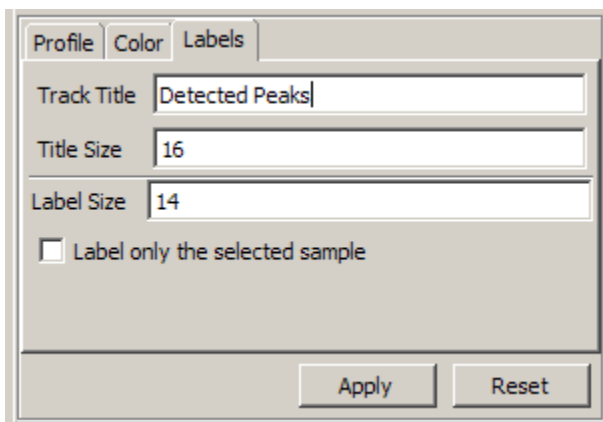 Profile Color Labels
Track Title Detected Peaks
Title Size 16
Label Size 14
Label only the selected sample
Apply Reset